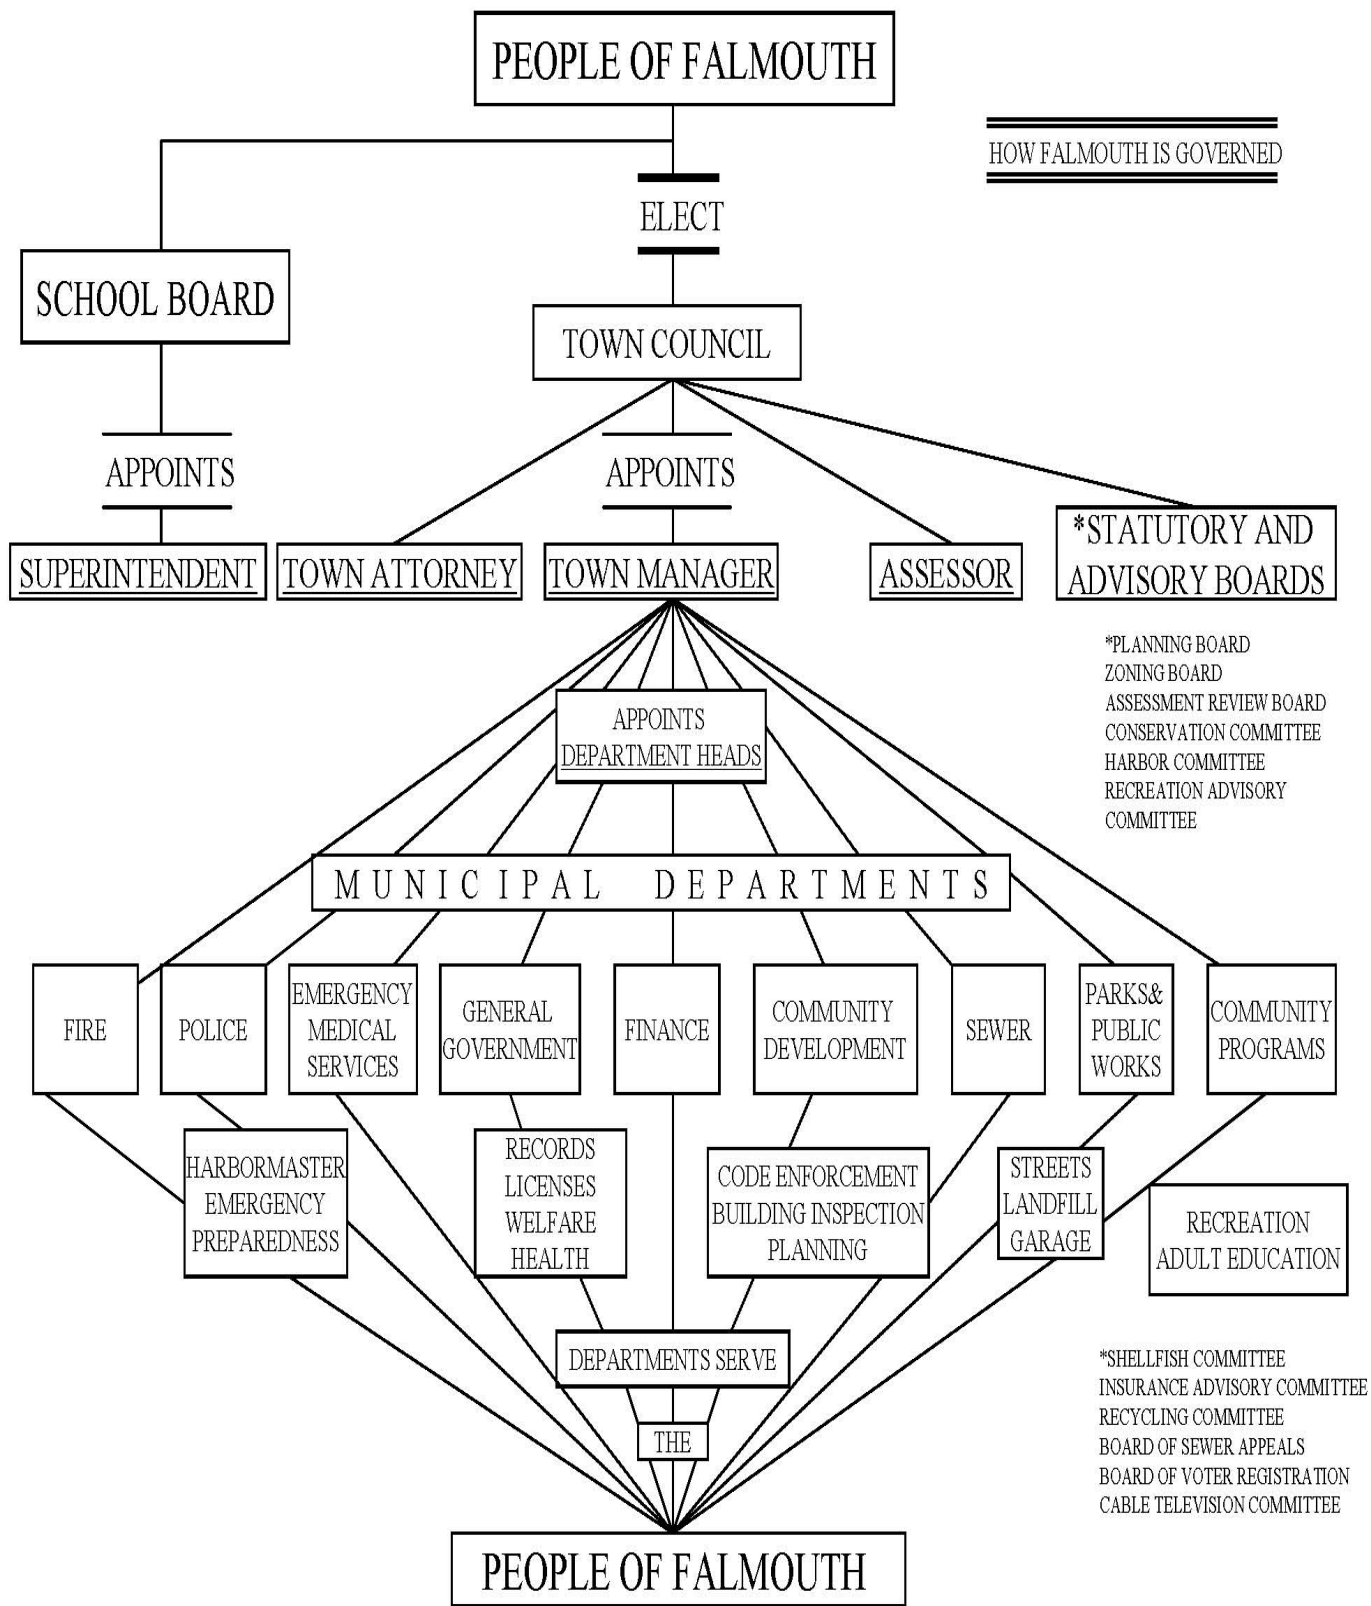 PEOPLE OF FALMOUTH
HOW FALMOUTH IS GOVERNED
ELECT
SCHOOL BOARD
TOWN COUNCIL
APPOINTS
APPOINTS
SUPERINTENDENT
TOWN ATTORNEY
TOWN MANAGER
ASSESSOR
*STATUTORY AND
ADVISORY BOARDS
*PLANNING BOARD
ZONING BOARD
ASSESSMENT REVIEW BOARD
CONSERVATION COMMITTEE
HARBOR COMMITTEE
RECREATION ADVISORY
COMMITTEE
APPOINTS
DEPARTMENT HEADS
MUNICIPAL DEPARTMENTS
FIRE
POLICE
EMERGENCY
MEDICAL
SERVICES
GENERAL
GOVERNMENT
FINANCE
COMMUNITY
DEVELOPMENT
SEWER
PARKS&
PUBLIC
WORKS
COMMUNITY
PROGRAMS
HARBORMASTER
EMERGENCY
PREPAREDNESS
RECORDS
LICENSES
WELFARE
HEALTH
CODE ENFORCEMENT
BUILDING INSPECTION
PLANNING
STREETS
LANDFILL
GARAGE
RECREATION
ADULT EDUCATION
DEPARTMENTS SERVE
THE
*SHELLFISH COMMITTEE
INSURANCE ADVISORY COMMITTEE
RECYCLING COMMITTEE
BOARD OF SEWER APPEALS
BOARD OF VOTER REGISTRATION
CABLE TELEVISION COMMITTEE
PEOPLE OF FALMOUTH